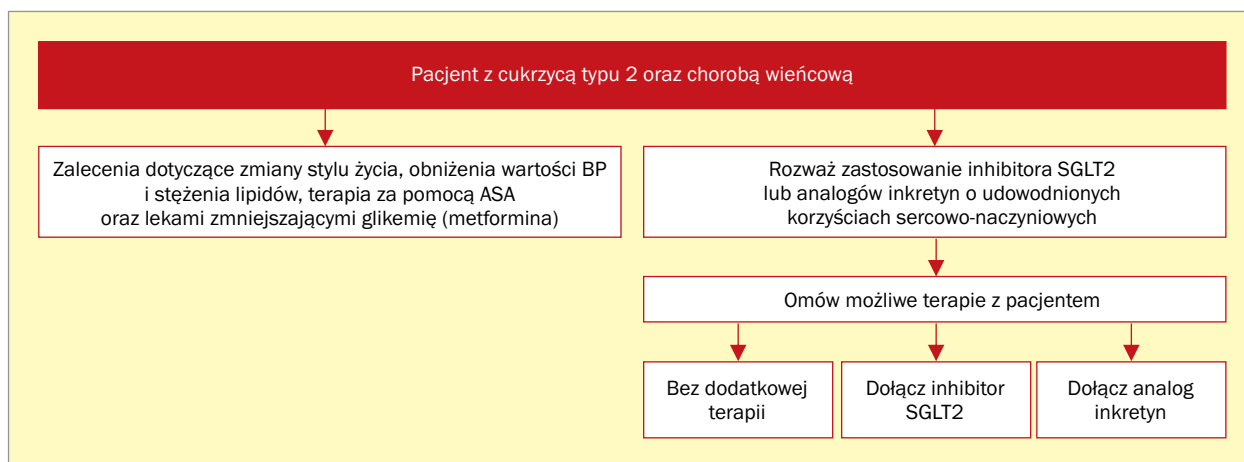 Pacjent z cukrzycą typu 2 oraz chorobą wieńcową
Zalecenia dotyczące zmiany stylu życia, obniżenia wartości BP
i stężenia lipidów, terapia za pomocą ASA
oraz lekami zmniejszającymi glikemię (metformina)
Rozważ zastosowanie inhibitora SGLT2
lub analogów inkretyn o udowodnionych
korzyściach sercowo-naczyniowych
Omów możliwe terapie z pacjentem
Bez dodatkowej
terapii
Dołącz inhibitor
SGLT2
Dołącz analog
inkretyn